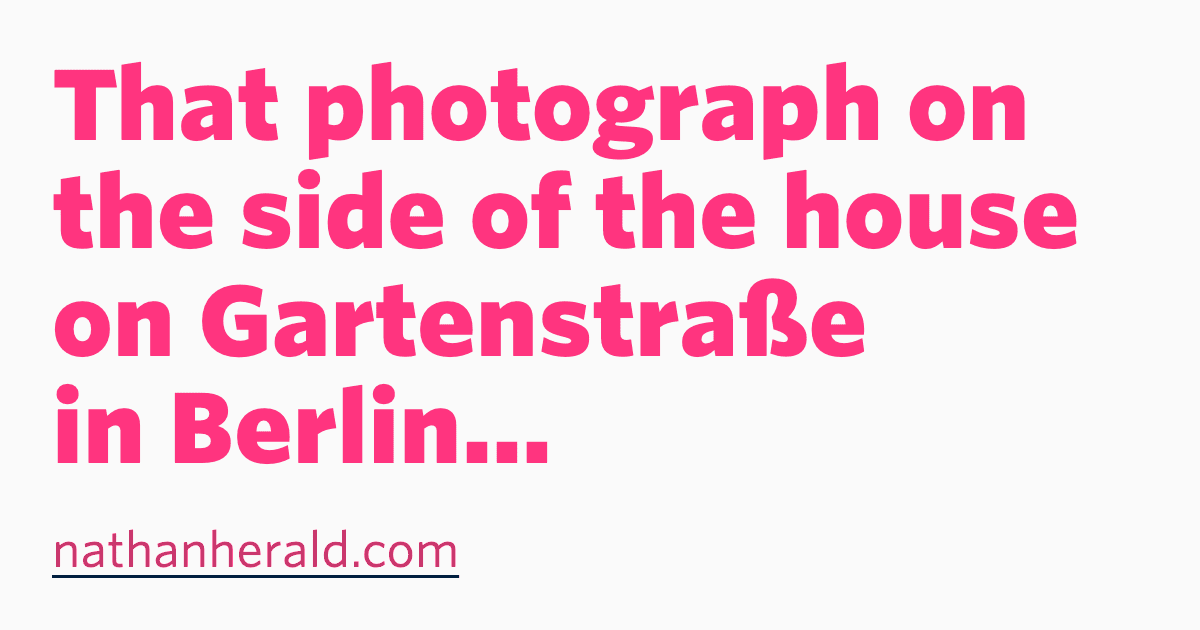 That photograph on
the side of the house
on Gartenstraße
in Berlin...
nathanherald.com